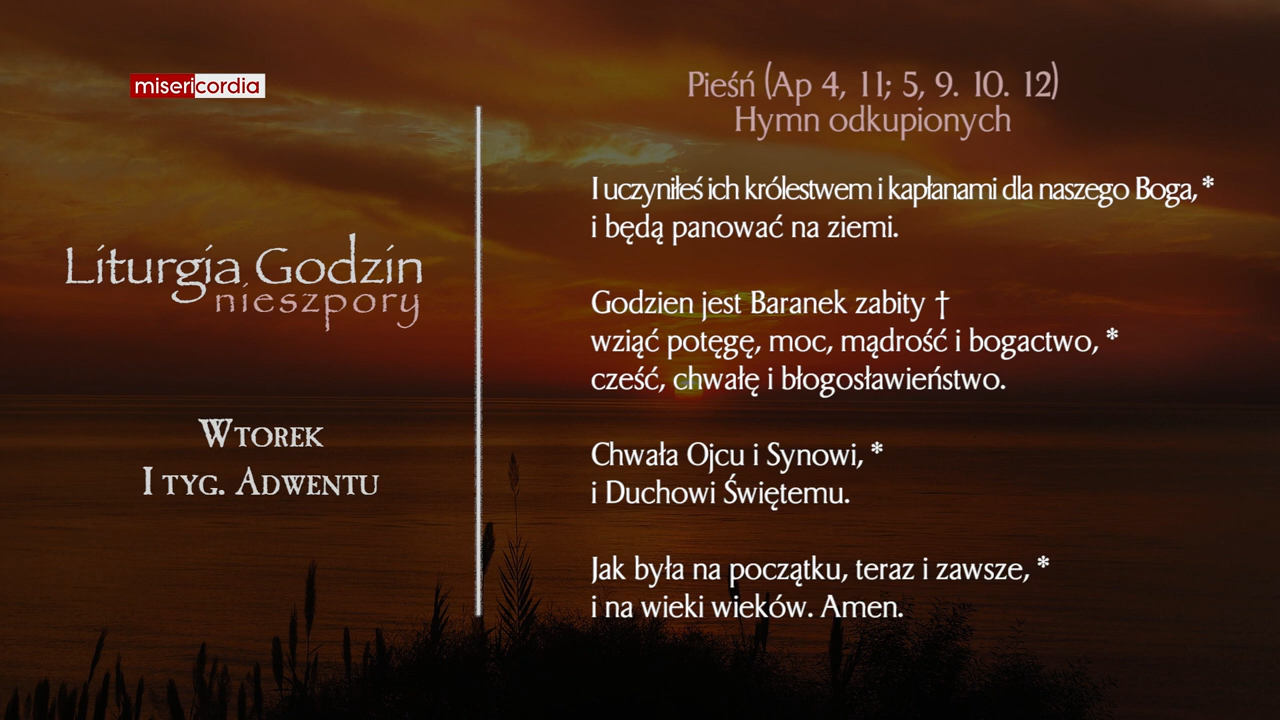 misericordia
Liturgia Godzin
nieszpory
Wtorek
I tyg. Adwentu
Pieśń (Ap 4, 11; 5, 9. 10. 12)
Hymn odkupionych
I uczyniłeś ich królestwem i kapłanami dla naszego Boga, *
i będą panować na ziemi.
Godzien jest Baranek zabity †
wziąć potęgę, moc, mądrość i bogactwo, *
cześć, chwałę i błogosławieństwo.
Chwała Ojcu i Synowi, *
i Duchowi Świętemu.
Jak była na początku, teraz i zawsze, *
i na wieki wieków. Amen.